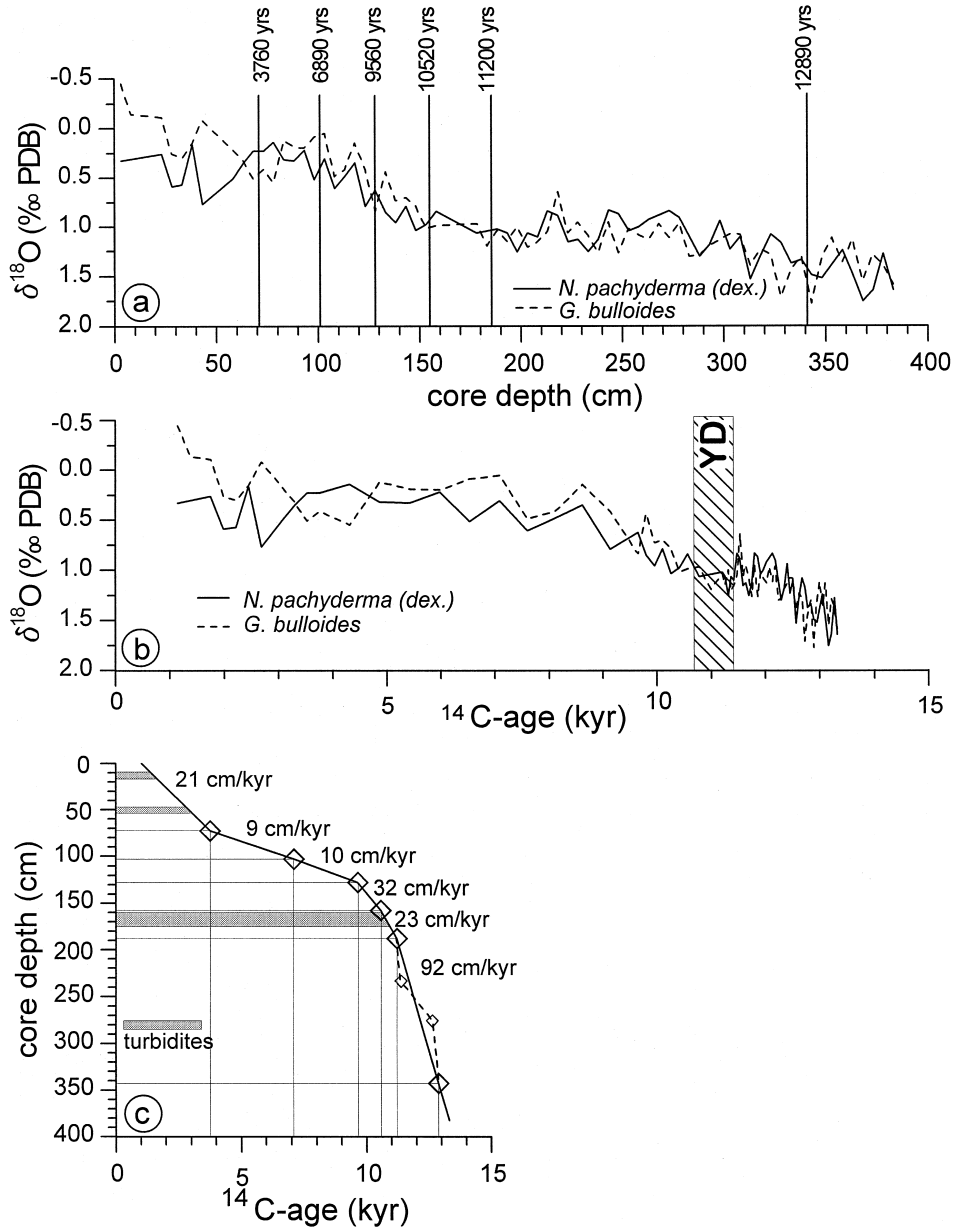 3760 yrs
6890 yrs
9560 yrs
10520 yrs
11200 yrs
12890 yrs
-0.5
0.0
0.5
1.0
1.5
2.0
δ18O (‰ PDB)
N. pachyderma (dex.)
G. bulloides
a
0 50 100 150 200 250 300 350 400
core depth (cm)
-0.5
0.0
0.5
1.0
1.5
2.0
δ18O (‰ PDB)
YD
N. pachyderma (dex.)
G. bulloides
b
0 5 10 15
14 C-age (kyr)
0
50
100
150
200
250
300
350
400
core depth (cm)
21 cm/kyr
9 cm/kyr
10 cm/kyr
32 cm/kyr
23 cm/kyr
92 cm/kyr
turbidites
c
0 5 10 15
14 C-age (kyr)